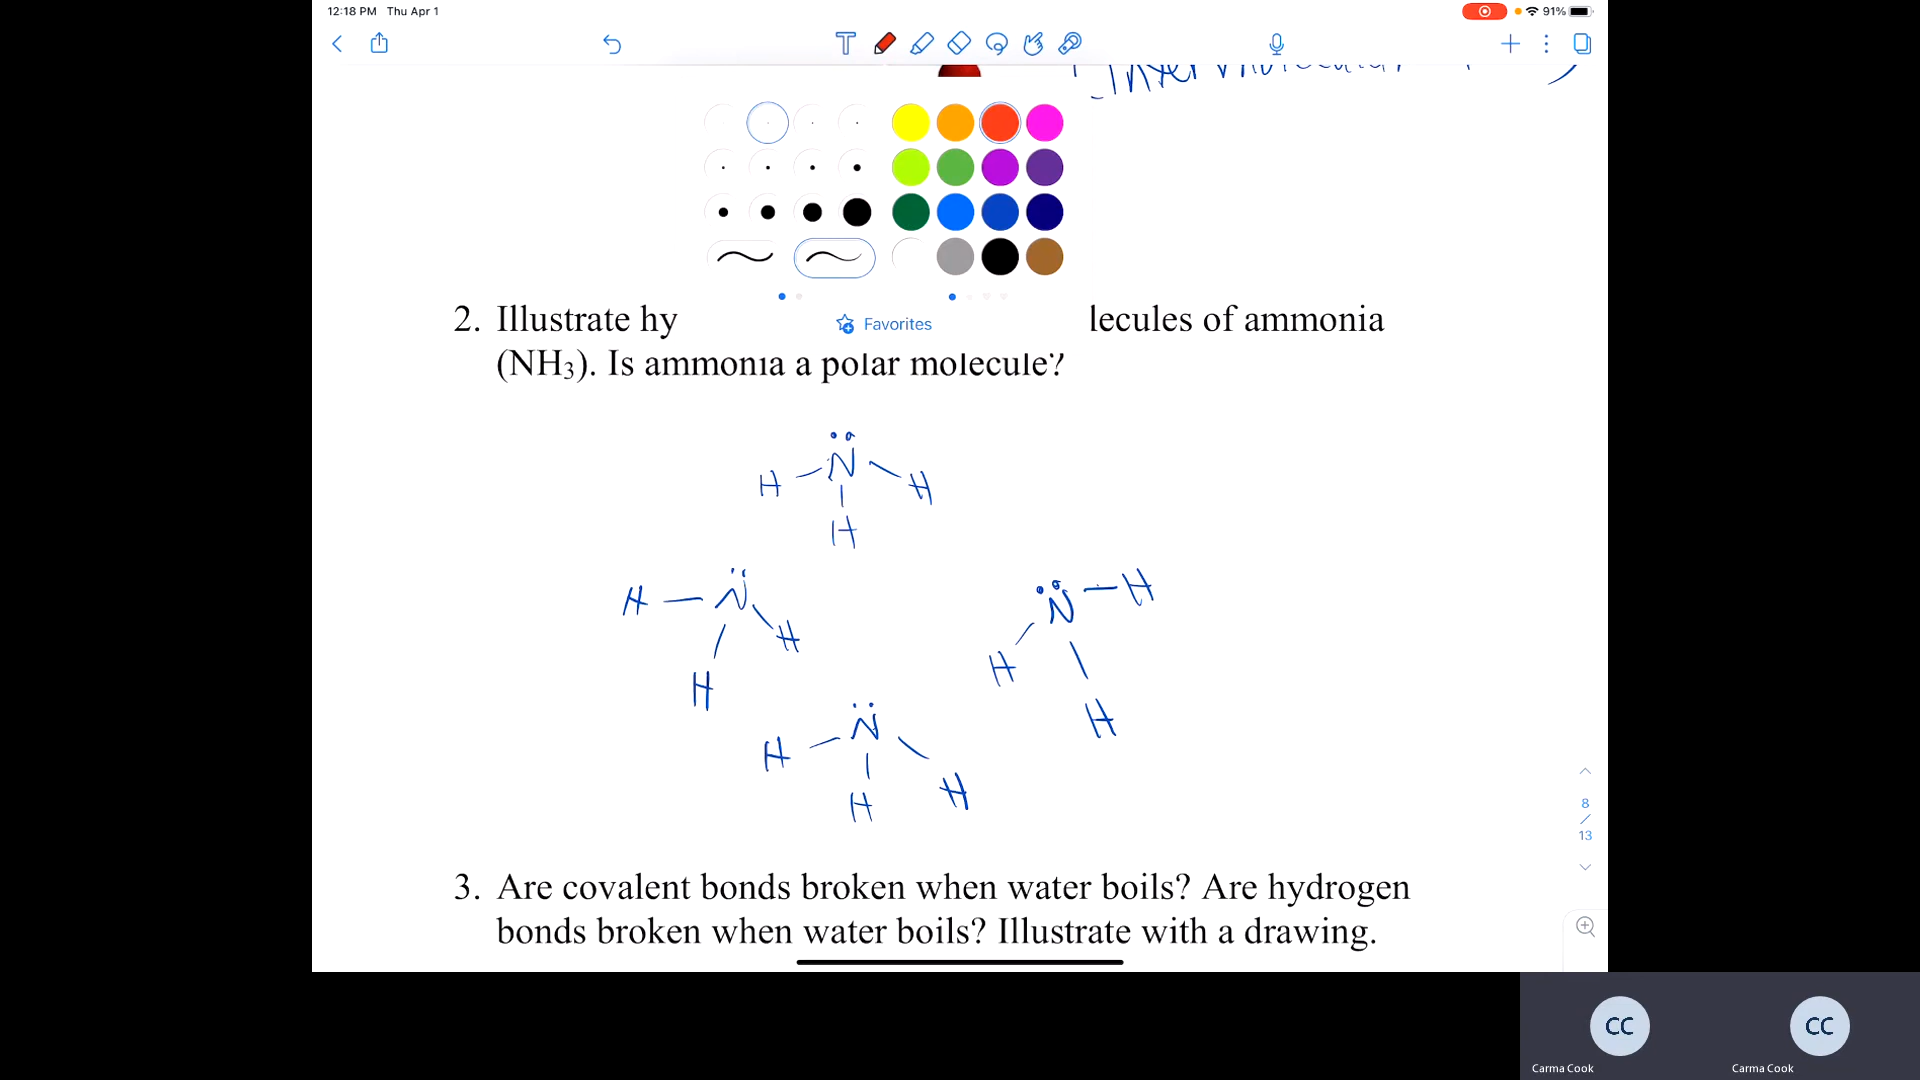 12:18 PM Thu Apr 1
91%
2. Illustrate hy
lecules of ammonia
Favorites
(NH₃). Is ammonia a polar molecule?
N
H H
H
H N H
H
N H
H
H
N
H
H H
8
/
13
3. Are covalent bonds broken when water boils? Are hydrogen
bonds broken when water boils? Illustrate with a drawing.
CC CC
Carma Cook Carma Cook